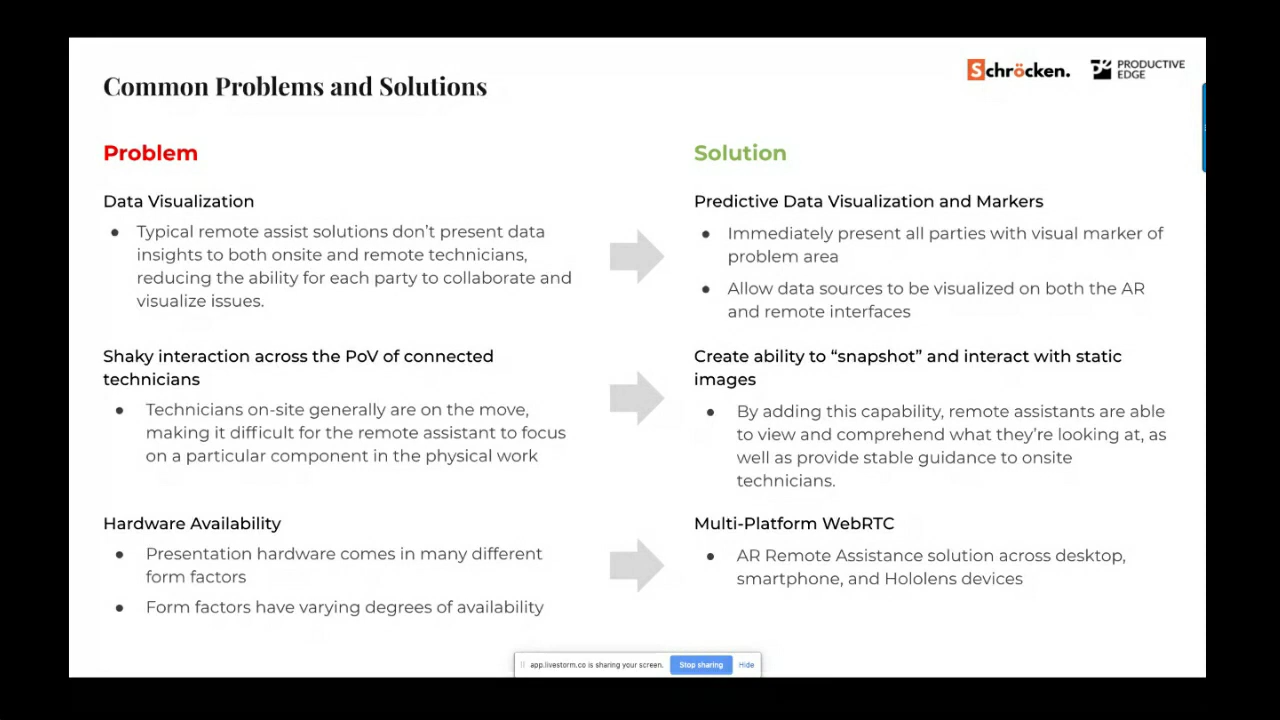 Common Problems and Solutions
Schröcken.
PRODUCTIVE
EDGE
Problem
Solution
Data Visualization
• Typical remote assist solutions don’t present data
insights to both onsite and remote technicians,
reducing the ability for each party to collaborate and
visualize issues.
Predictive Data Visualization and Markers
• Immediately present all parties with visual marker of
problem area
• Allow data sources to be visualized on both the AR
and remote interfaces
Shaky interaction across the PoV of connected
technicians
• Technicians on-site generally are on the move,
making it difficult for the remote assistant to focus
on a particular component in the physical work
Create ability to “snapshot” and interact with static
images
• By adding this capability, remote assistants are able
to view and comprehend what they’re looking at, as
well as provide stable guidance to onsite
technicians.
Hardware Availability
• Presentation hardware comes in many different
form factors
• Form factors have varying degrees of availability
Multi-Platform WebRTC
• AR Remote Assistance solution across desktop,
smartphone, and Hololens devices
app.livestorm.co is sharing your screen.
Stop sharing
Hide